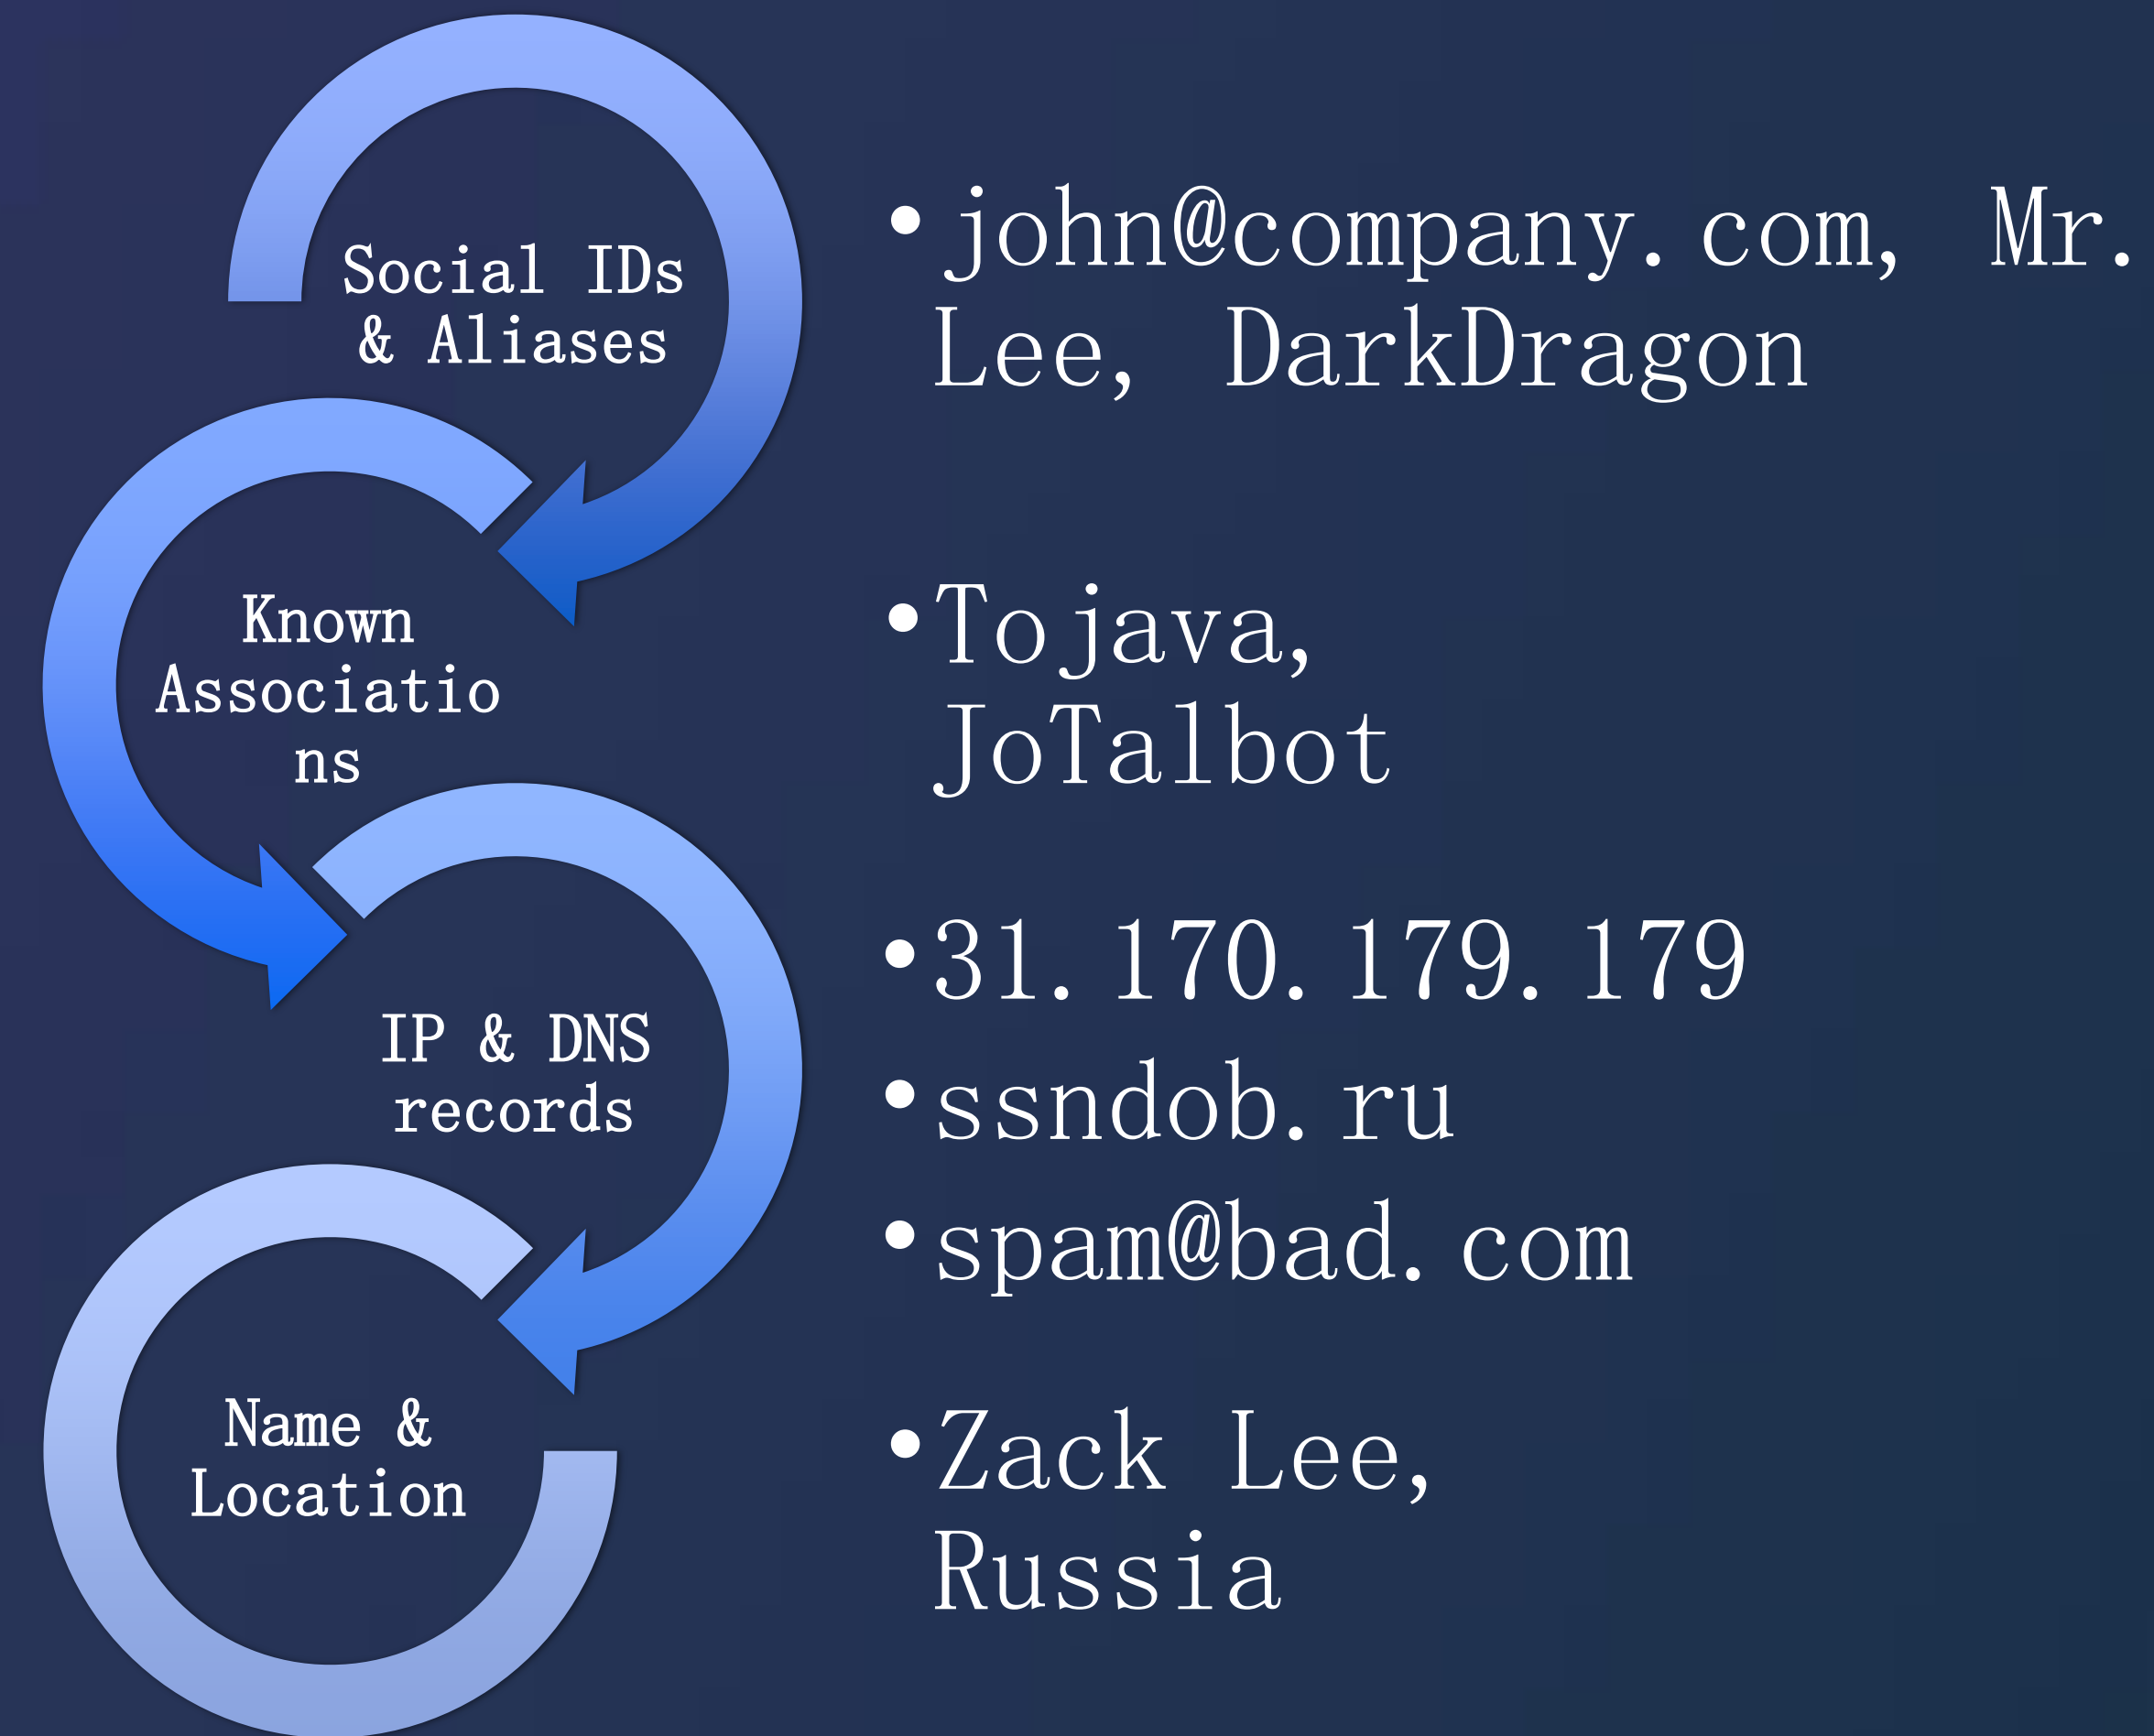 Social IDs
& Aliases
• john@company.com, Mr.
Lee, DarkDragon
Known
Associatio
ns
•Tojava,
JoTalbot
IP & DNS
records
•31.170.179.179
•ssndob.ru
•spam@bad.com
Name &
Location
•Zack Lee,
Russia